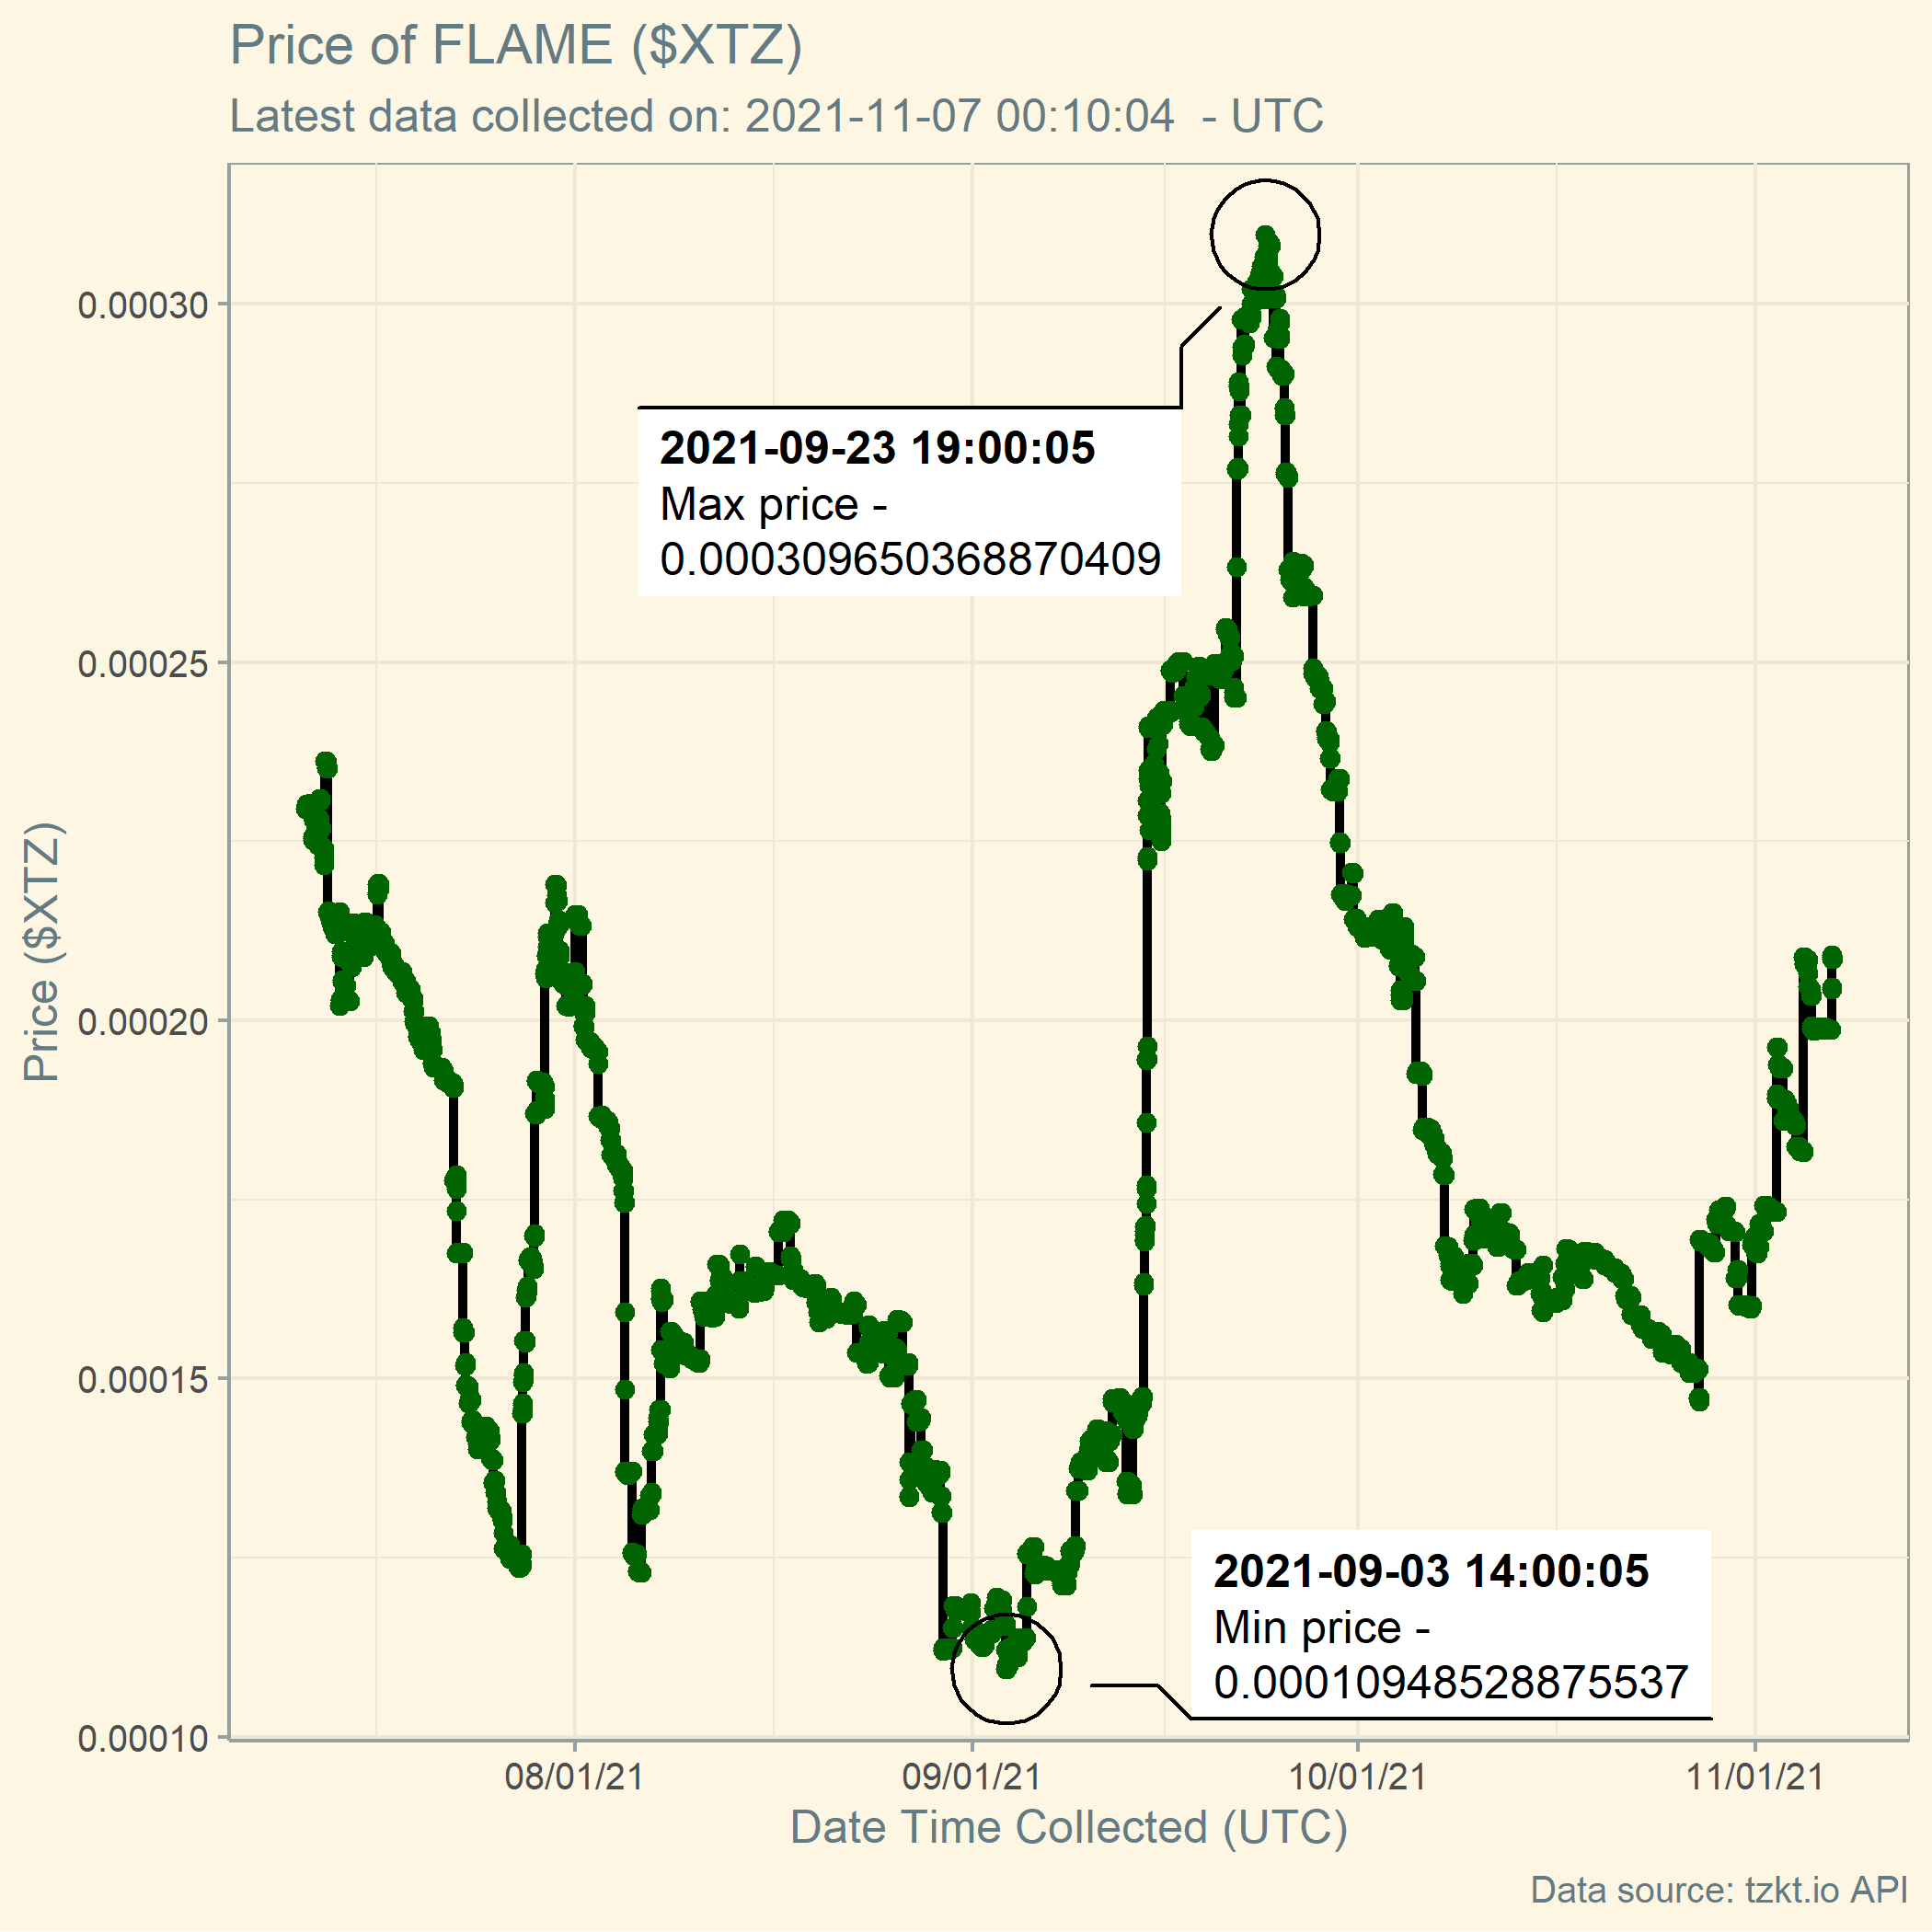 Price of FLAME ($XTZ)
Latest data collected on: 2021-11-07 00:10:04  - UTC
Price ($XTZ)
0.00030
0.00025
0.00020
0.00015
0.00010
2021-09-23 19:00:05
Max price -
0.000309650368870409
2021-09-03 14:00:05
Min price -
0.00010948528875537
08/01/21
09/01/21
10/01/21
11/01/21
Date Time Collected (UTC)
Data source: tzkt.io API